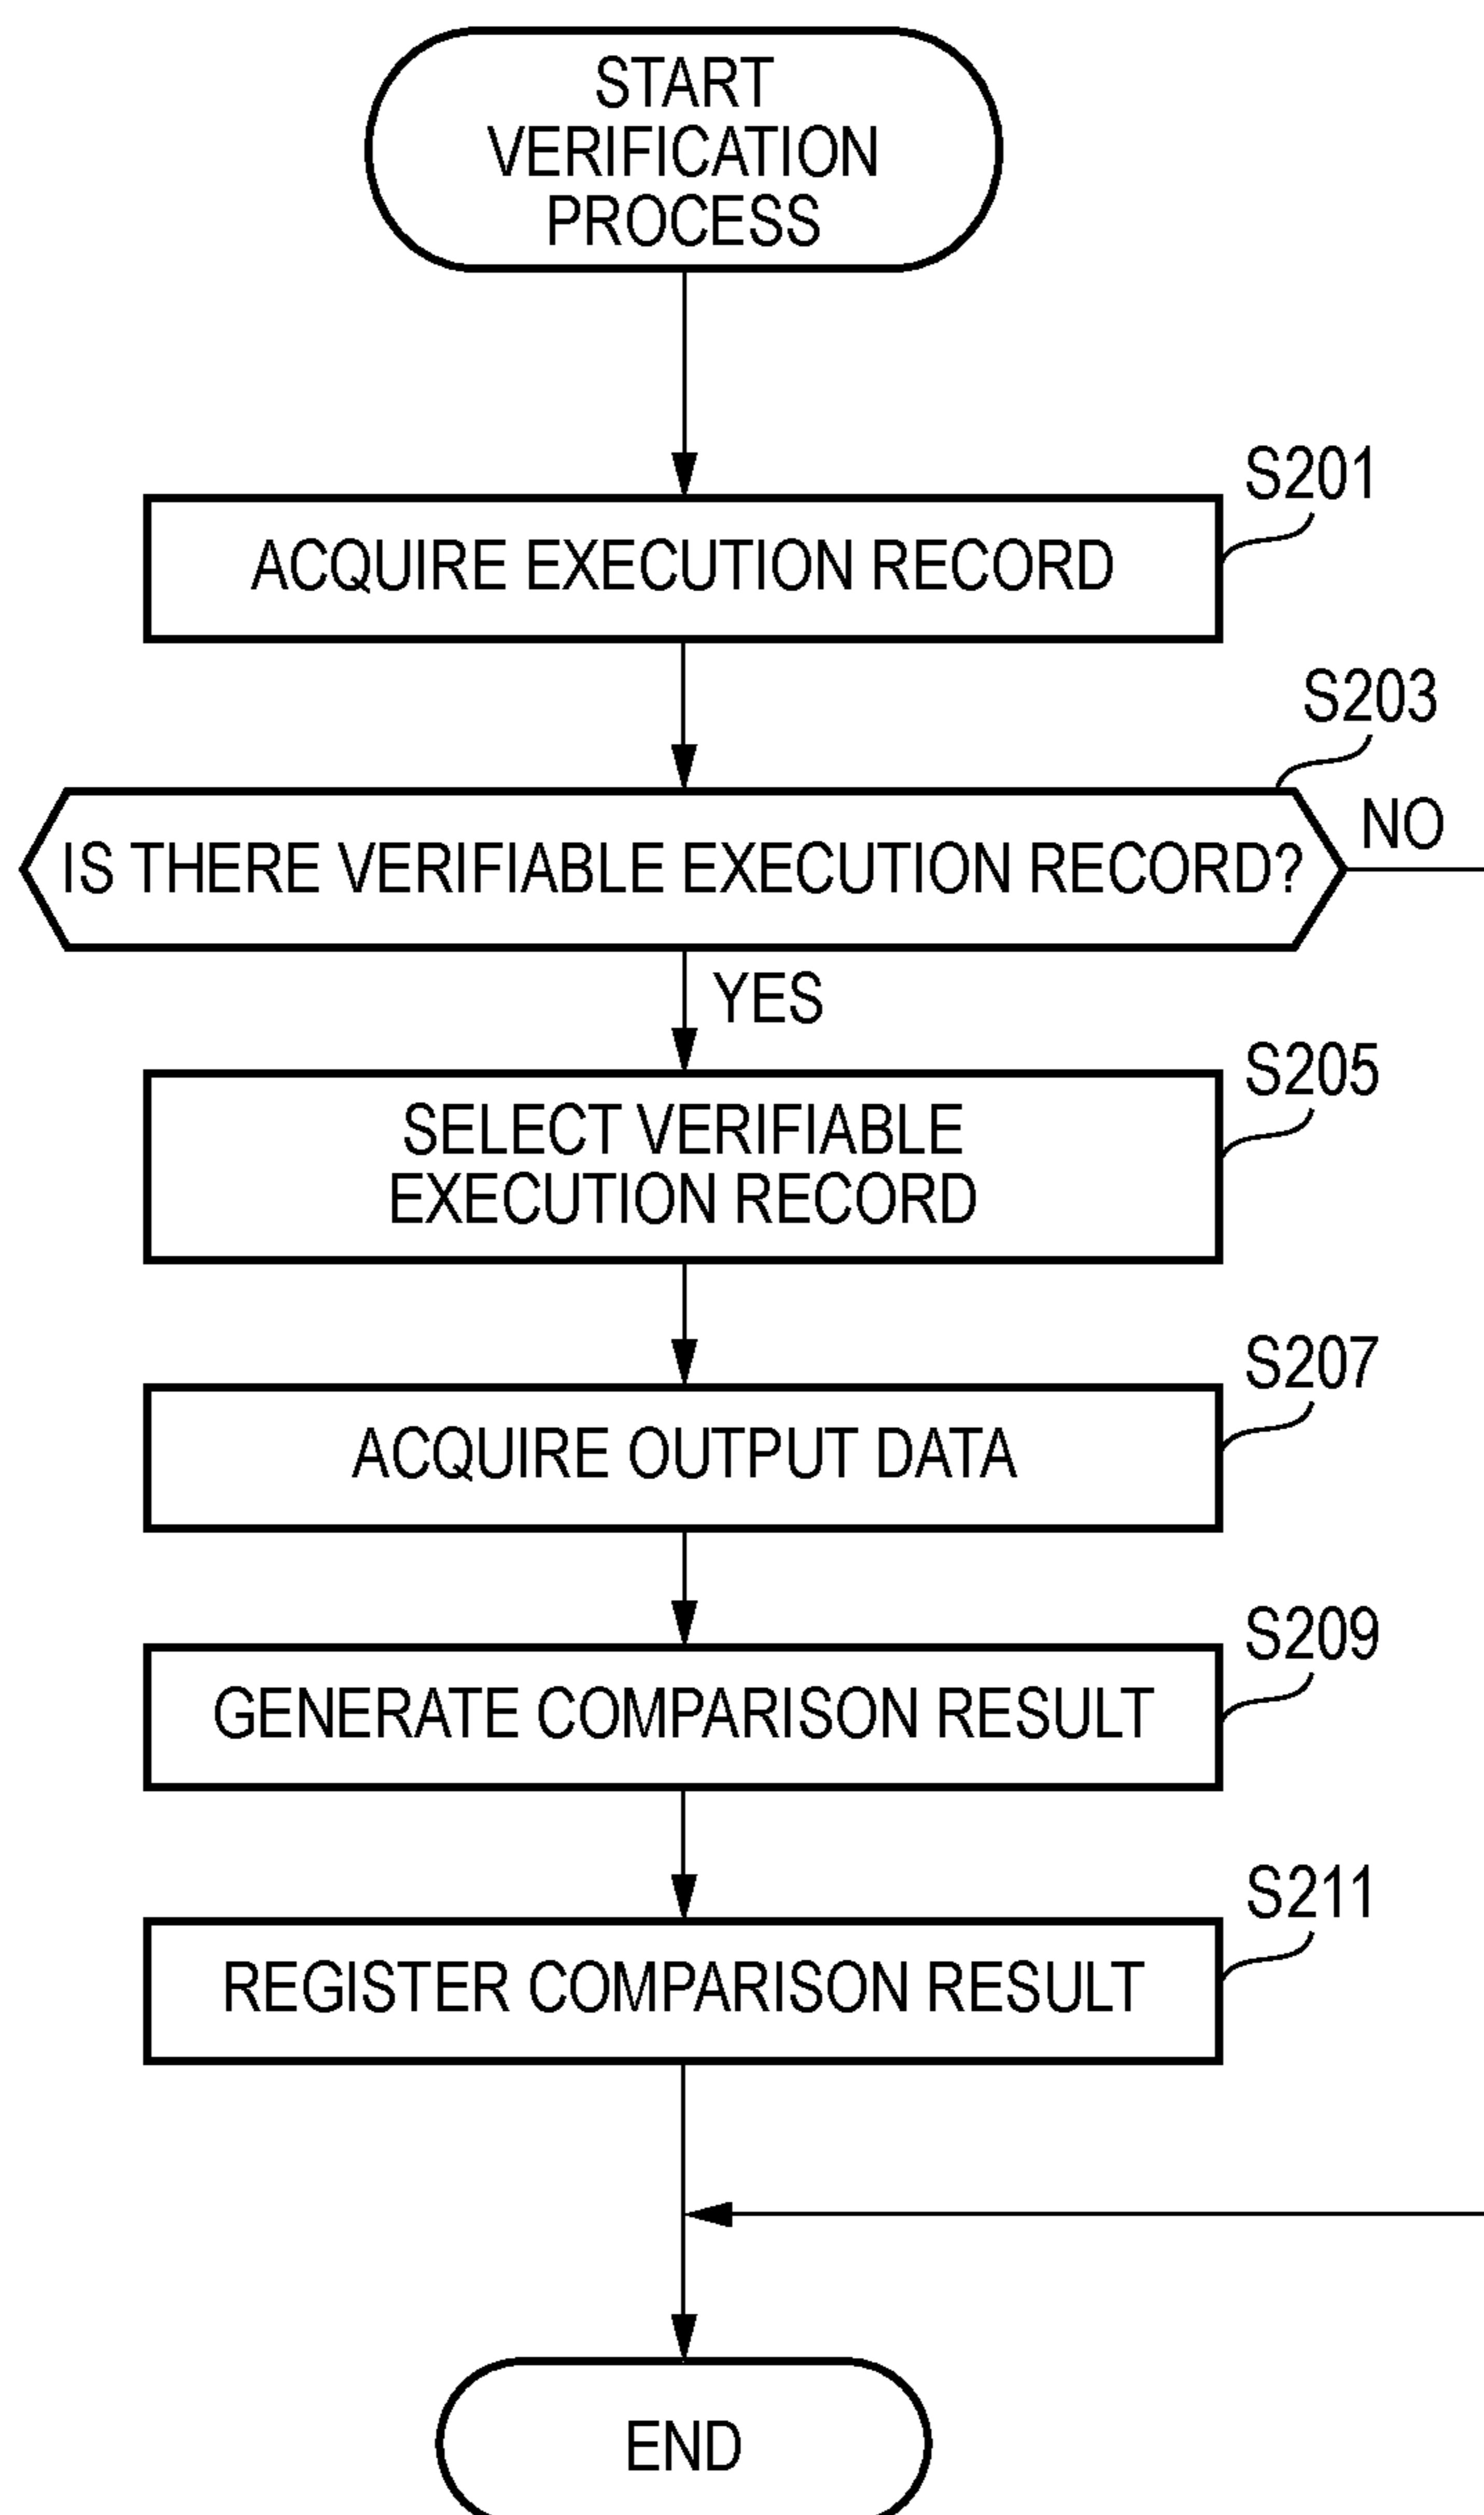 START
VERIFICATION
PROCESS
S201
ACQUIRE EXECUTION RECORD
S203
IS THERE VERIFIABLE EXECUTION RECORD?
NO
YES
S205
SELECT VERIFIABLE
EXECUTION RECORD
S207
ACQUIRE OUTPUT DATA
S209
GENERATE COMPARISON RESULT
S211
REGISTER COMPARISON RESULT
END